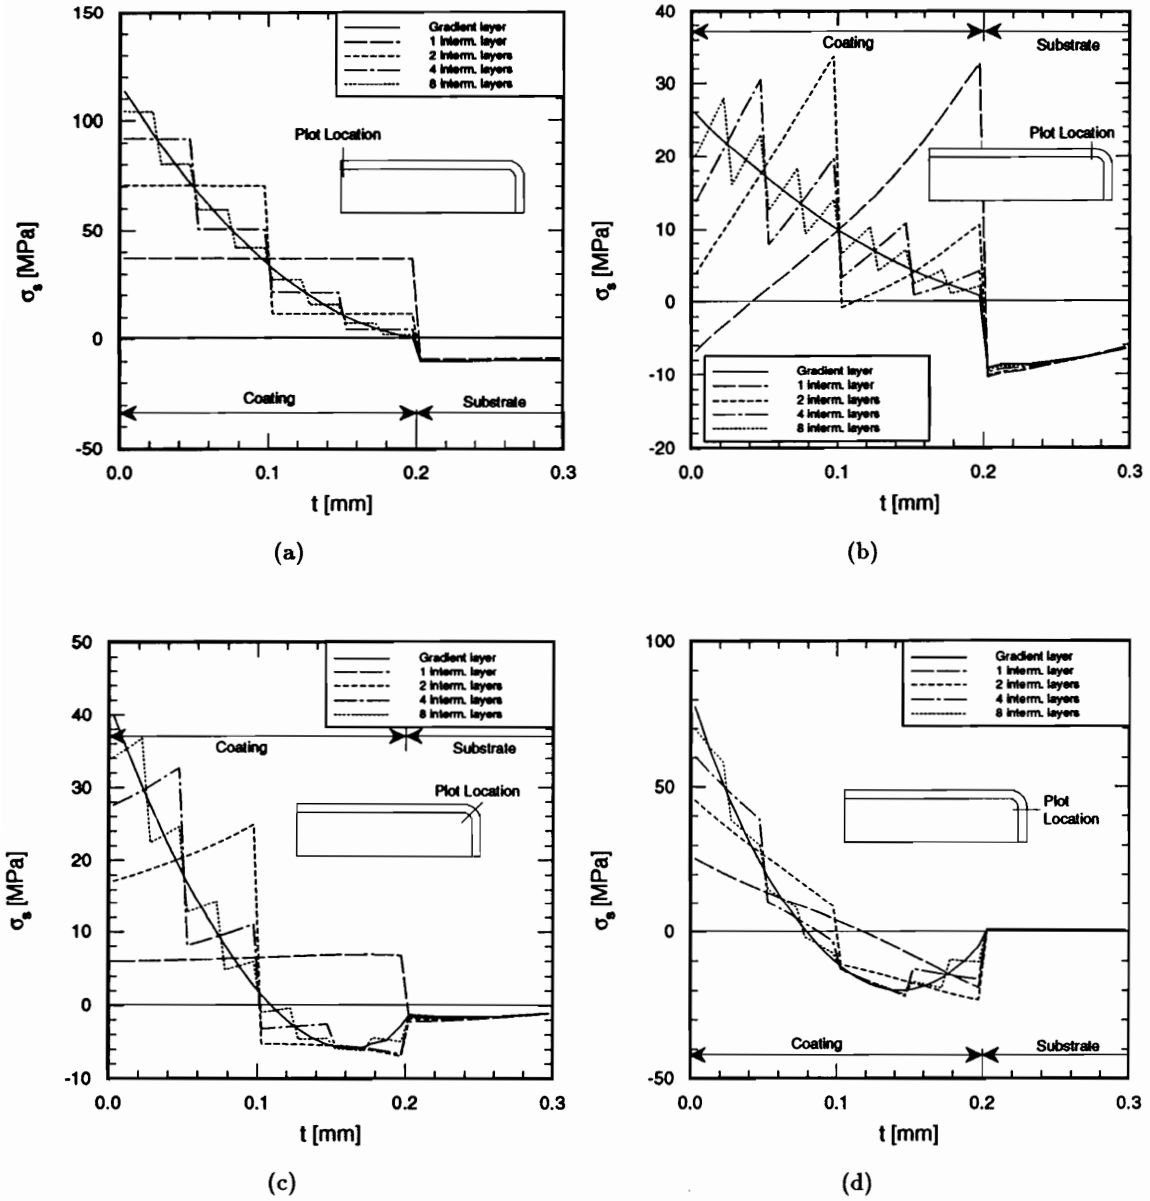 150
100
50
0
-50
σs [MPa]
Gradient layer
1 interm. layer
2 interm. layers
4 interm. layers
8 interm. layers
Plot Location
Coating
Substrate
0.0
0.1
0.2
0.3
t [mm]
(a)
40
30
20
10
0
-10
-20
σs [MPa]
Coating
Substrate
Plot Location
Gradient layer
1 interm. layer
2 interm. layers
4 interm. layers
8 interm. layers
0.0
0.1
0.2
0.3
t [mm]
(b)
50
40
30
20
10
0
-10
σs [MPa]
Gradient layer
1 interm. layer
2 interm. layers
4 interm. layers
8 interm. layers
Coating
Substrate
Plot Location
0.0
0.1
0.2
0.3
t [mm]
(c)
100
50
0
-50
σs [MPa]
Gradient layer
1 interm. layer
2 interm. layers
4 interm. layers
8 interm. layers
Plot
Location
Coating
Substrate
0.0
0.1
0.2
0.3
t [mm]
(d)